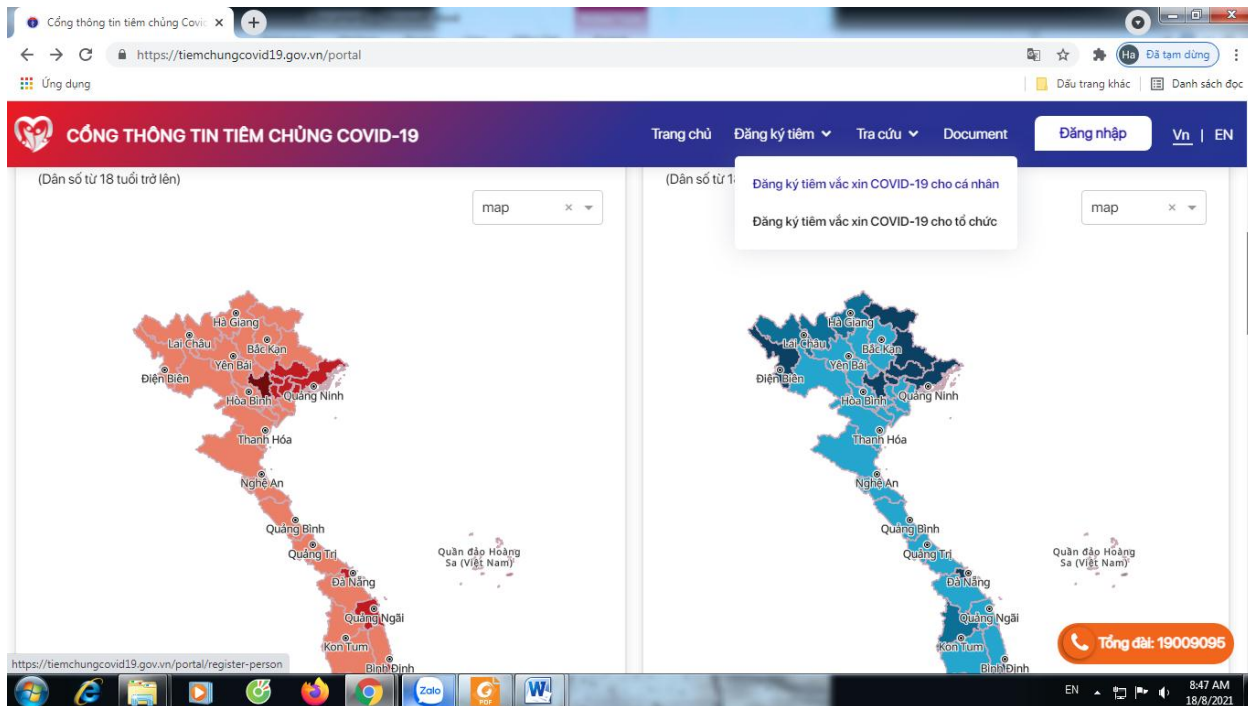 Cổng thông tin tiêm chủng Covi
https://tiemchungcovid19.gov.vn/portal
Ha Đã tạm dừng
Ứng dụng
Dấu trang khác Danh sách đọc
CỔNG THÔNG TIN TIÊM CHỦNG COVID-19
Trang chủ Đăng ký tiêm Tra cứu Document Đăng nhập Vn | EN
Đăng ký tiêm vắc xin COVID-19 cho cá nhân
Đăng ký tiêm vắc xin COVID-19 cho tổ chức
(Dân số từ 18 tuổi trở lên)
map
Hà Giang
Lai Châu
Bắc Kạn
Yên Bái
Điện Biên
Hòa Bình
Quảng Ninh
Thanh Hóa
Nghệ An
Quảng Bình
Quảng Trị
Quần đảo Hoàng
Sa (Việt Nam)
Đà Nẵng
Quảng Ngãi
Kon Tum
Bình Định
(Dân số từ 1
map
Hà Giang
Lai Châu
Bắc Kạn
Yên Bái
Điện Biên
Hòa Bình
Quảng Ninh
Thanh Hóa
Nghệ An
Quảng Bình
Quảng Trị
Quần đảo Hoàng
Sa (Việt Nam)
Đà Nẵng
Quảng Ngãi
Kon Tum
Bình Định
Tổng đài: 19009095
https://tiemchungcovid19.gov.vn/portal/register-person
Zalo
PDF
W
EN
8:47 AM
18/8/2021